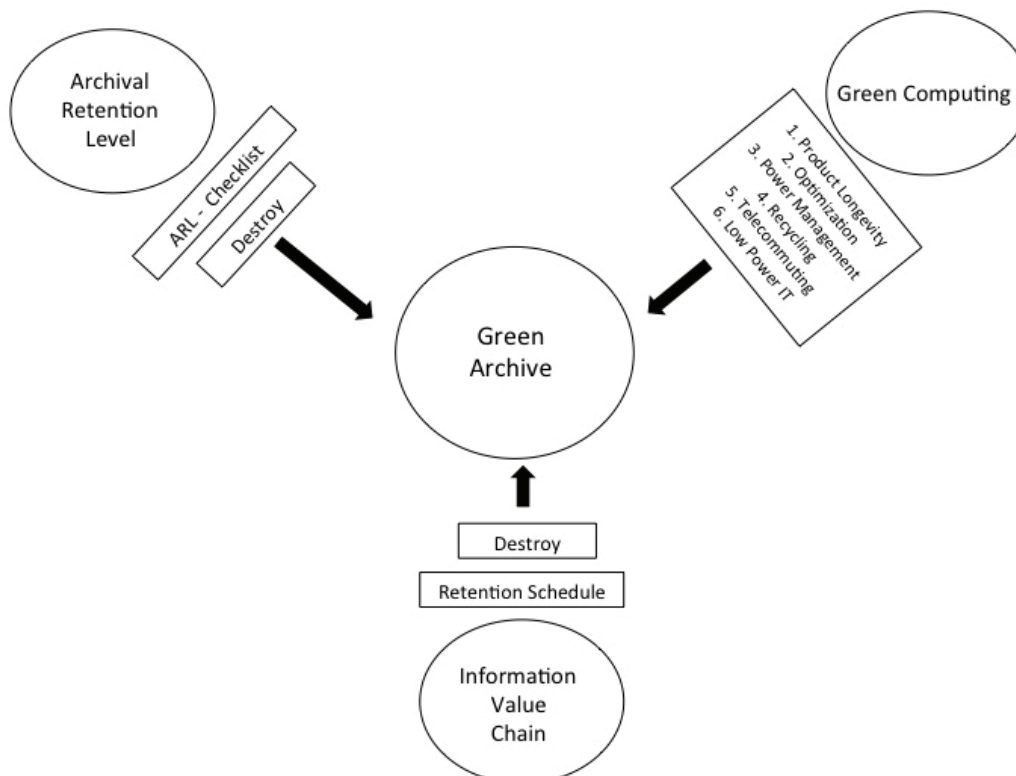 Archival
Retention
Level
ARL - Checklist
Destroy
Green Computing
1. Product Longevity
2. Optimization
3. Power Management
4. Recycling
5. Telecommuting
6. Low Power IT
Green
Archive
Destroy
Retention Schedule
Information
Value
Chain